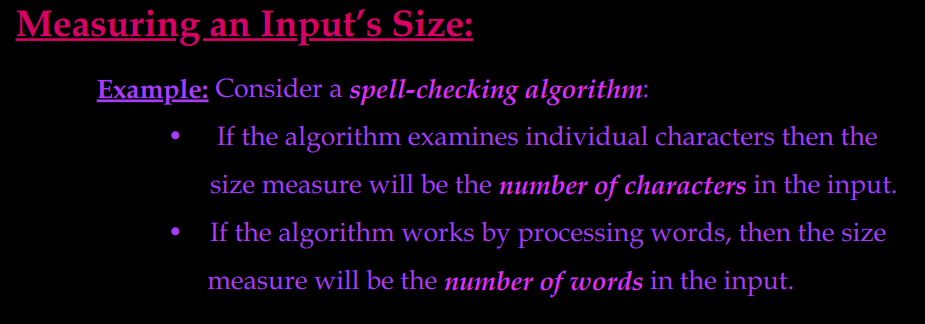 Measuring an Input's Size:
Example: Consider a spell-checking algorithm:
• If the algorithm examines individual characters then the
size measure will be the number of characters in the input.
• If the algorithm works by processing words, then the size
measure will be the number of words in the input.